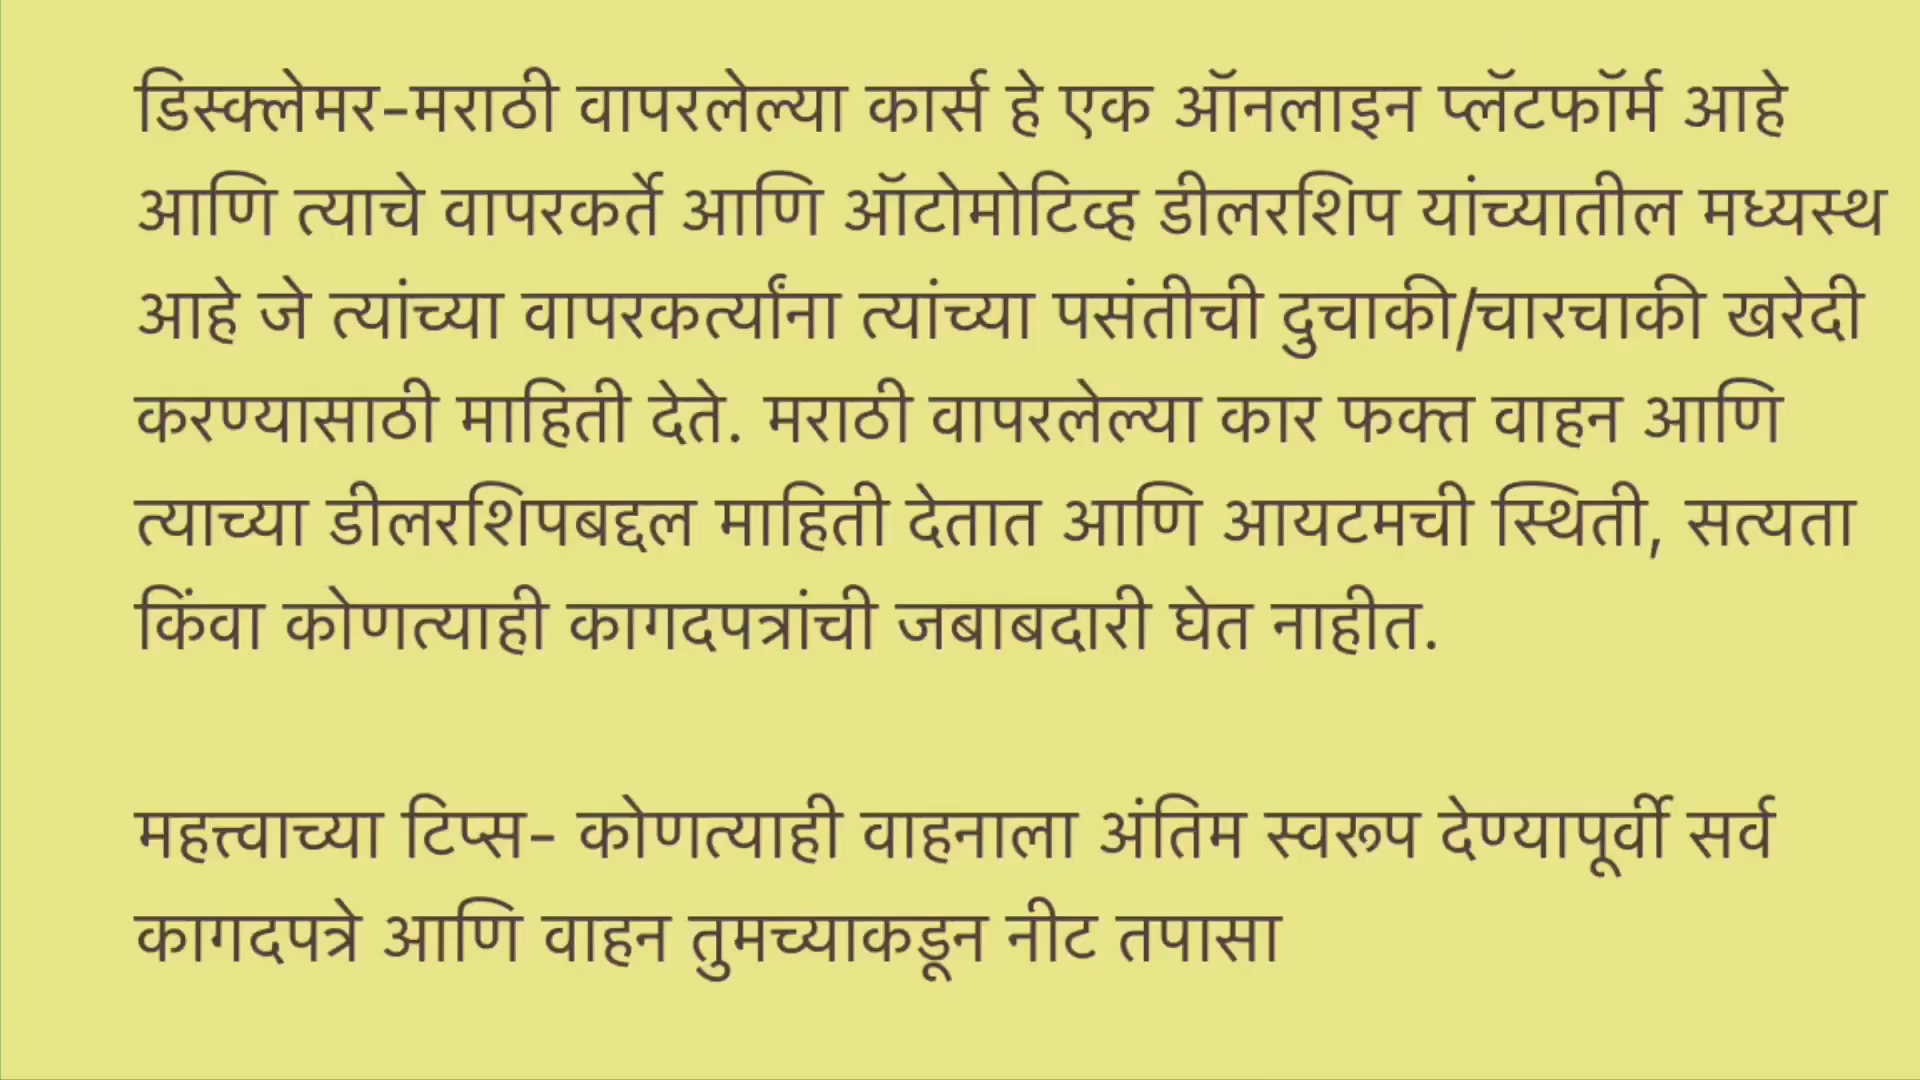 डिस्क्लेमर-मराठी वापरलेल्या कार्स हे एक ऑनलाइन प्लॅटफॉर्म आहे
आणि त्याचे वापरकर्ते आणि ऑटोमोटिव्ह डीलरशिप यांच्यातील मध्यस्थ
आहे जे त्यांच्या वापरकर्त्यांना त्यांच्या पसंतीची दुचाकी/चारचाकी खरेदी
करण्यासाठी माहिती देते. मराठी वापरलेल्या कार फक्त वाहन आणि
त्याच्या डीलरशिपबद्दल माहिती देतात आणि आयटमची स्थिती, सत्यता
किंवा कोणत्याही कागदपत्रांची जबाबदारी घेत नाहीत.
महत्त्वाच्या टिप्स- कोणत्याही वाहनाला अंतिम स्वरूप देण्यापूर्वी सर्व
कागदपत्रे आणि वाहन तुमच्याकडून नीट तपासा